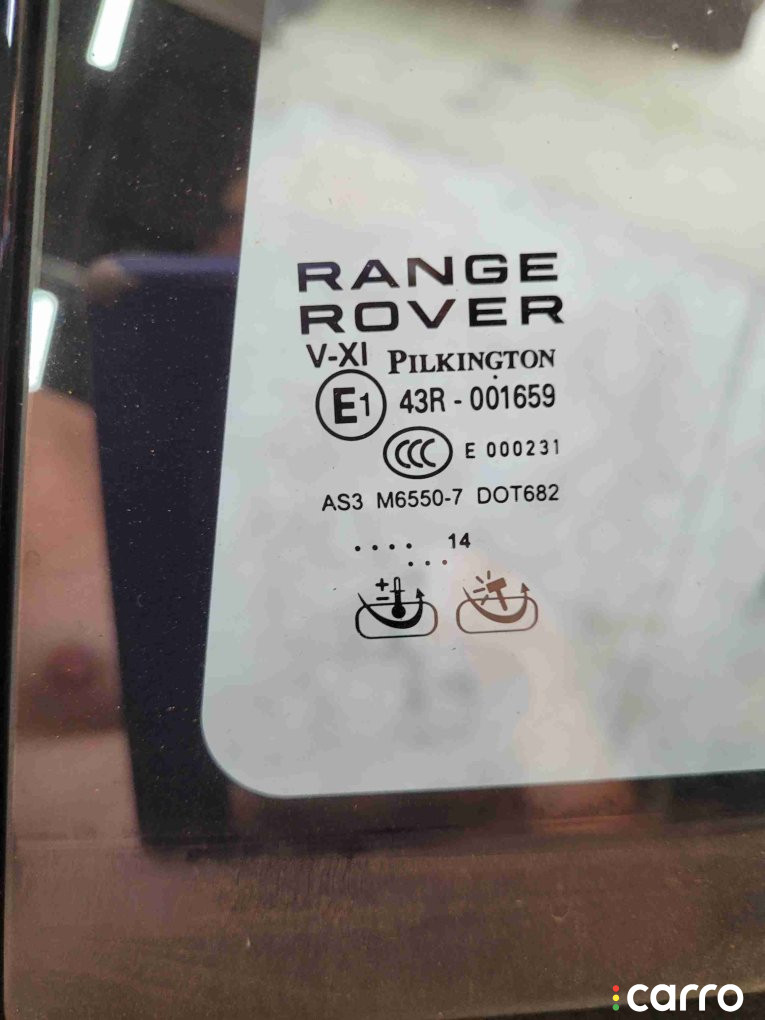 RANGE
ROVER
V-XI PILKINGTON
E1 43R - 001659
CCC E 000231
AS3 M6550-7 DOT682
.... 14
...
+
−
carro